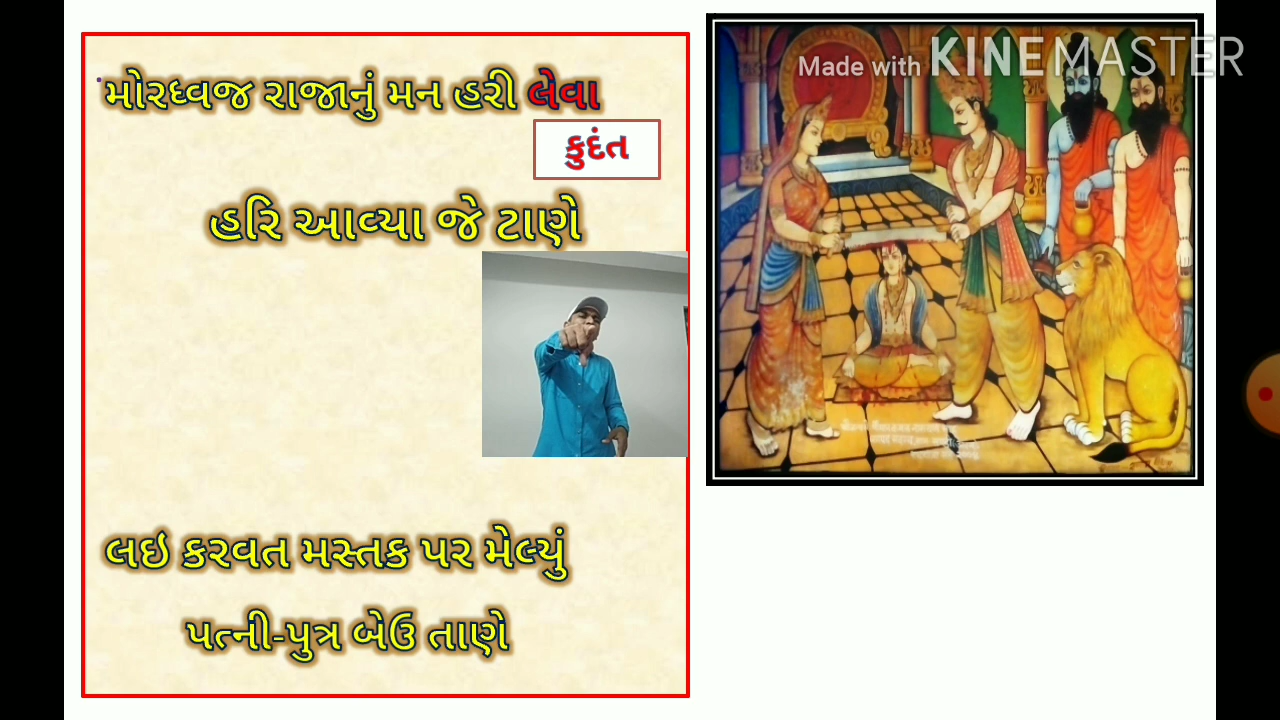 મોરધ્વજ રાજાનું મન હરી લેવા
કુદંત
હરિ આવ્યા જે ટાણે
લઇ કરવત મસ્તક પર મેલ્યું
પત્ની-પુત્ર બેઉ તાણે
Made with KINEMASTER